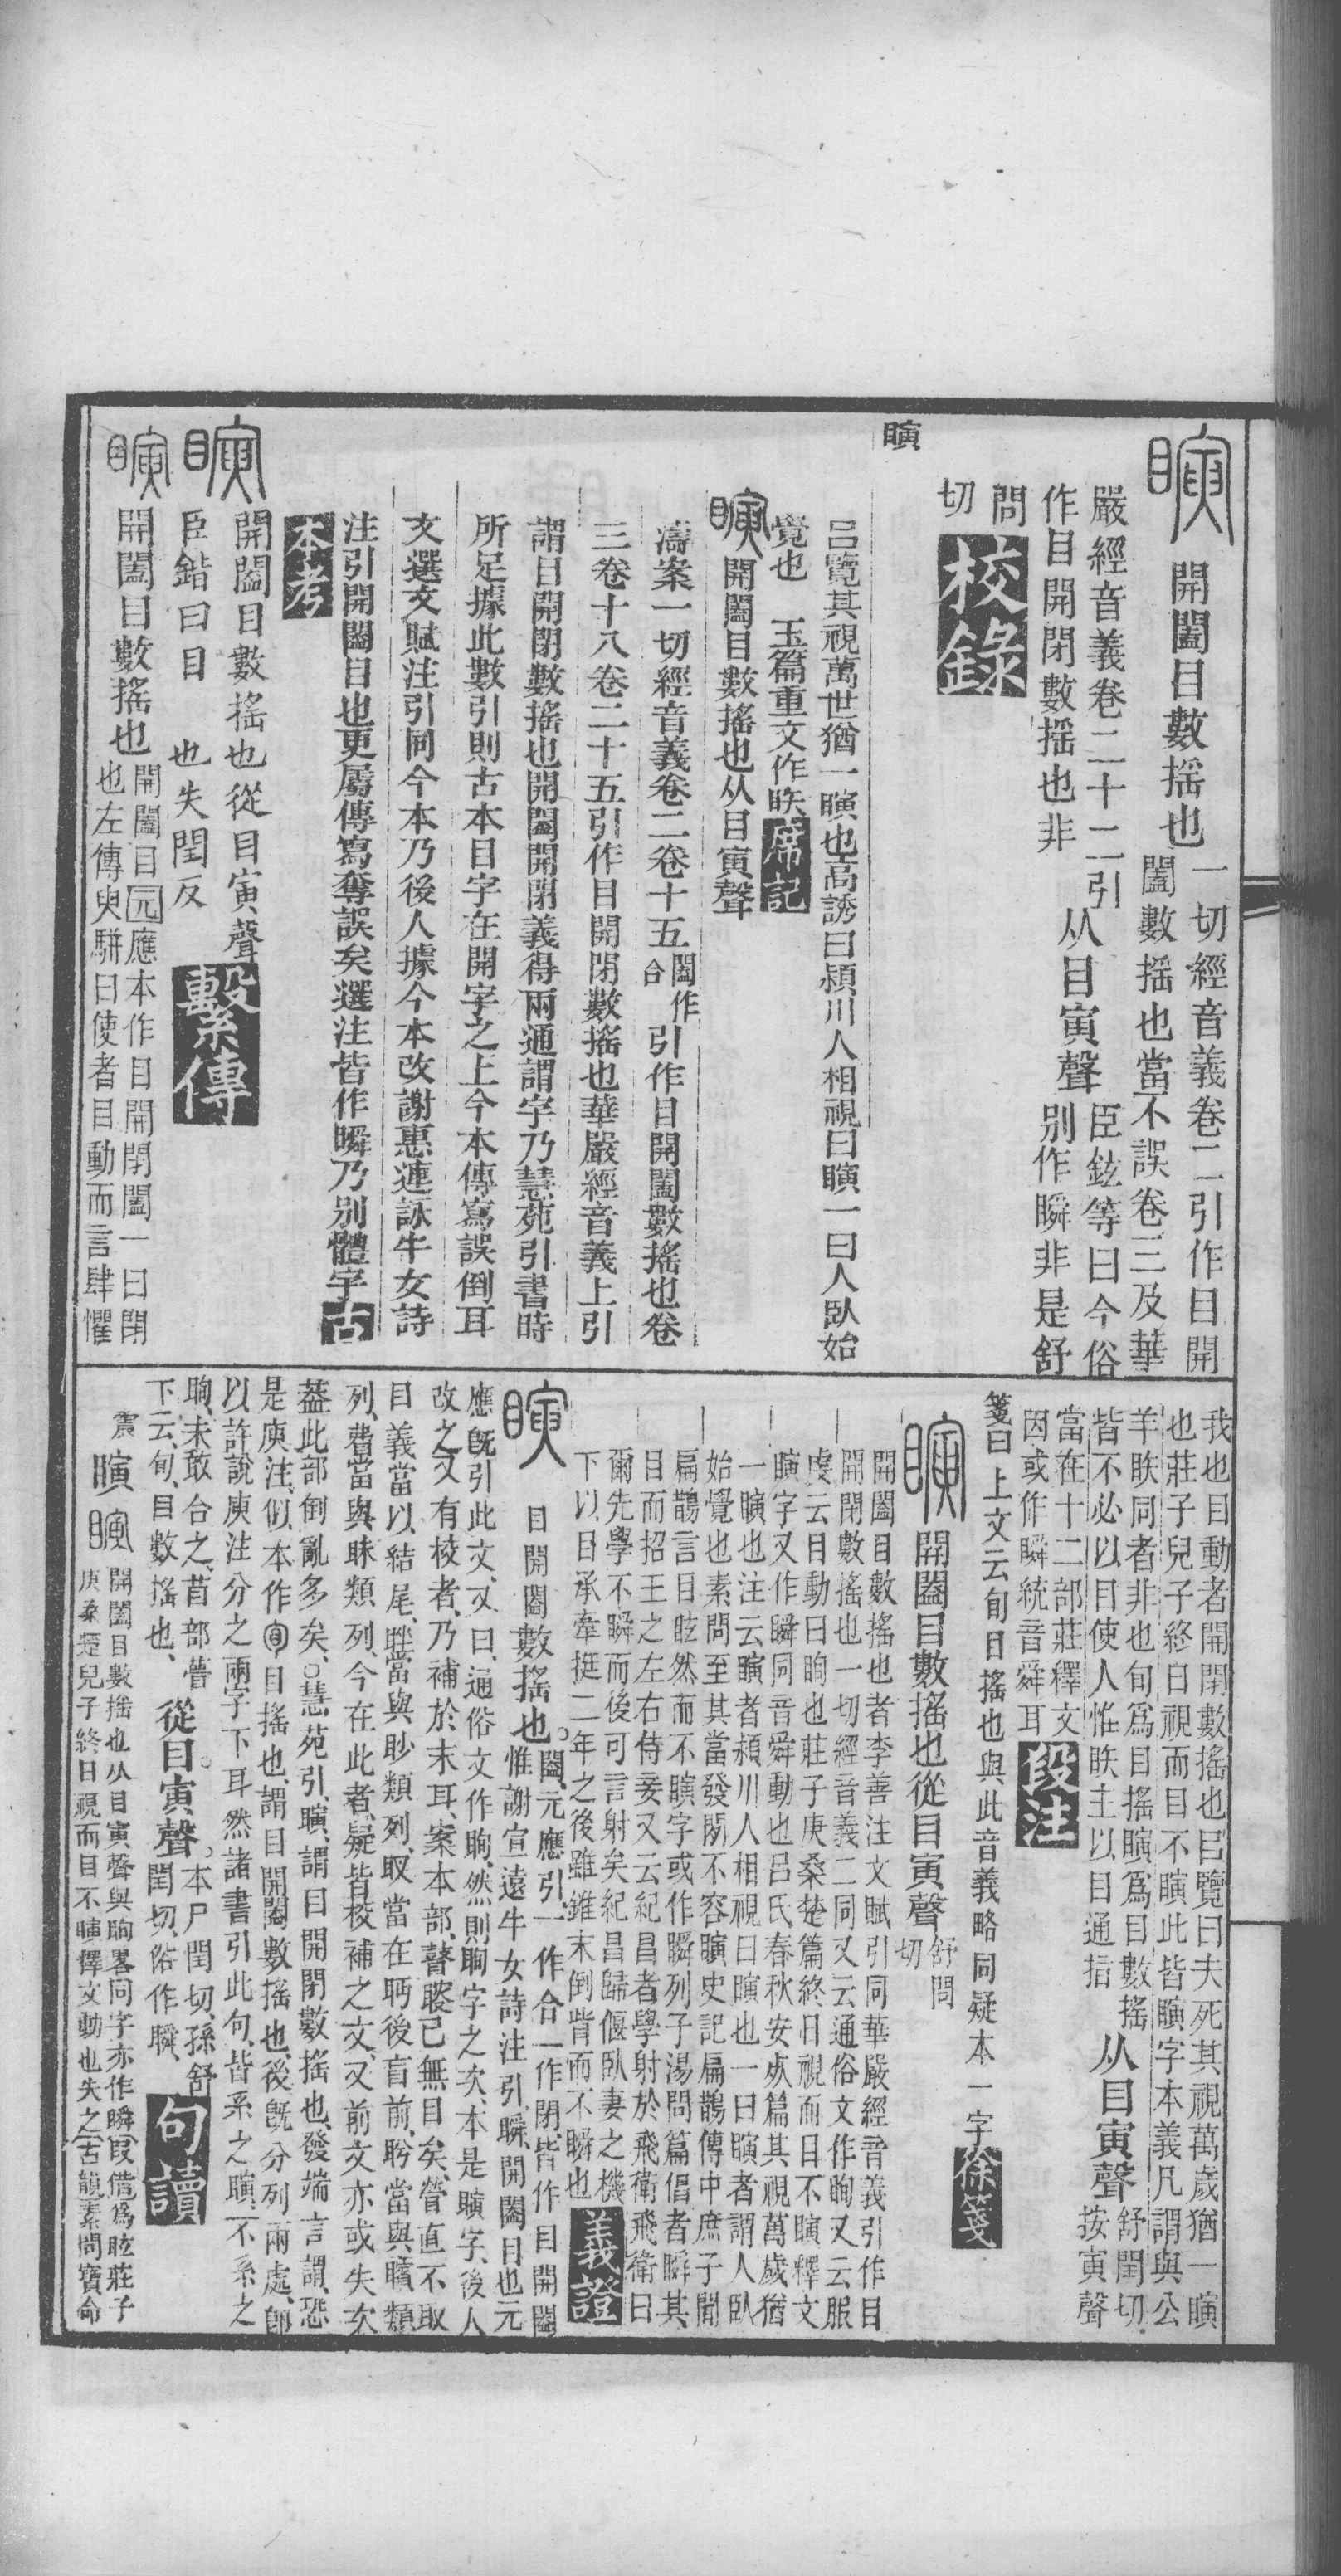 瞚 開闔目數摇也
一切經音義卷二引作目開
闔數摇也當不誤卷三及華
嚴經音義卷二十二引
作目開閉數摇也非
从目寅聲
臣鉉等曰今俗
别作瞬非是舒
問
切
校錄
瞚
吕覽其視萬世猶一瞚也高誘曰潁川人相視曰瞚一曰人臥始
覺也 玉篇重文作眣席記
瞚開闔目數搖也从目寅聲
濤案一切經音義卷二卷十五闔作合引作目開闔數搖也卷
三卷十八卷二十五引作目開閉數搖也華嚴經音義上引
謂目開閉數搖也開闔開閉義得兩通謂字乃慧苑引書時
所足據此數引則古本目字在開字之上今本傳寫誤倒耳
文選文賦注引同今本乃後人據今本改謝惠連詠牛女詩
注引開闔目也更屬傳寫奪誤矣選注皆作瞬乃别體字古
本考
瞚 開闔目數搖也從目寅聲
臣鍇曰目 也失閏反
繫傳
瞚 開闔目數搖也
開闔目元應本作目開閉闔一曰閉
也左傳臾駢曰使者目動而言肆懼
我也目動者開閉數搖也吕覽曰夫死其視萬歲猶一瞚
也莊子兒子終日視而目不瞚此皆瞚字本義凡謂與公
羊眣同者非也旬爲目搖瞚爲目數搖
皆不必以目使人惟眣主以目通恉
从目寅聲
舒閏切
按寅聲
當在十二部莊釋文
因或作瞬統音舜耳
段注
箋曰上文云旬目搖也與此音義略同疑本一字徐箋
瞚 開闔目數搖也從目寅聲
舒問
切
開闔目數搖也者李善注文賦引同華嚴經音義引作目
開閉數搖也一切經音義二同又云通俗文作眴又云服
虔云目動曰眴也莊子庚桑楚篇終日視而目不瞚釋文
瞚字又作瞬同音舜動也吕氏春秋安死篇其視萬歲猶
一瞚也注云瞚者潁川人相視曰瞚也一曰瞚者謂人臥
始覺也素問至其當發閒不容瞚史記扁鵲傳中庶子聞
扁鵲言目眩然而不瞚字或作瞬列子湯問篇倡者瞬其
目而招王之左右侍妾又云紀昌者學射於飛衛飛衛曰
爾先學不瞬而後可言射矣紀昌歸偃臥妻之機
下以目承牽挺二年之後雖錐末倒眥而不瞬也
義證
瞚 目開闔數搖也。
闔、元應引、一作合一作閉、皆作目開闔
惟謝宣遠牛女詩注引、瞬、開闔目也元
應旣引此文、又曰、通俗文作眴、然則眴字之次、本是瞚字、後人
改之、又有校者、乃補於末耳、案本部、瞽䁖已無目矣、䁝直不取
目義當以、結尾、䀩當與眇類列、䀏當在眄後盲前、盻當與䁾類
列、䀟當與眜類列、今在此者、疑皆校補之文、又前文亦或失次
蓋此部倒亂多矣、○慧苑引、瞚、謂目開閉數搖也、發端言謂、恐
是庾注、似本作旬目搖也、謂目開闔數搖也、後旣分列兩處、卽
以許說庾注分之兩字下耳然諸書引此句、皆系之瞚、不系之
眴、未敢合之、苜部瞢
下云、旬、目數搖也、
從目寅聲。
本尸閏切、孫舒
閏切、俗作瞬、
句讀
震
瞚 開闔目數搖也从目寅聲與眴略同字亦作瞬〔叚借爲眩莊子
庚桑楚兒子終日視而目不瞚釋文動也失之〔古韻素問寶命